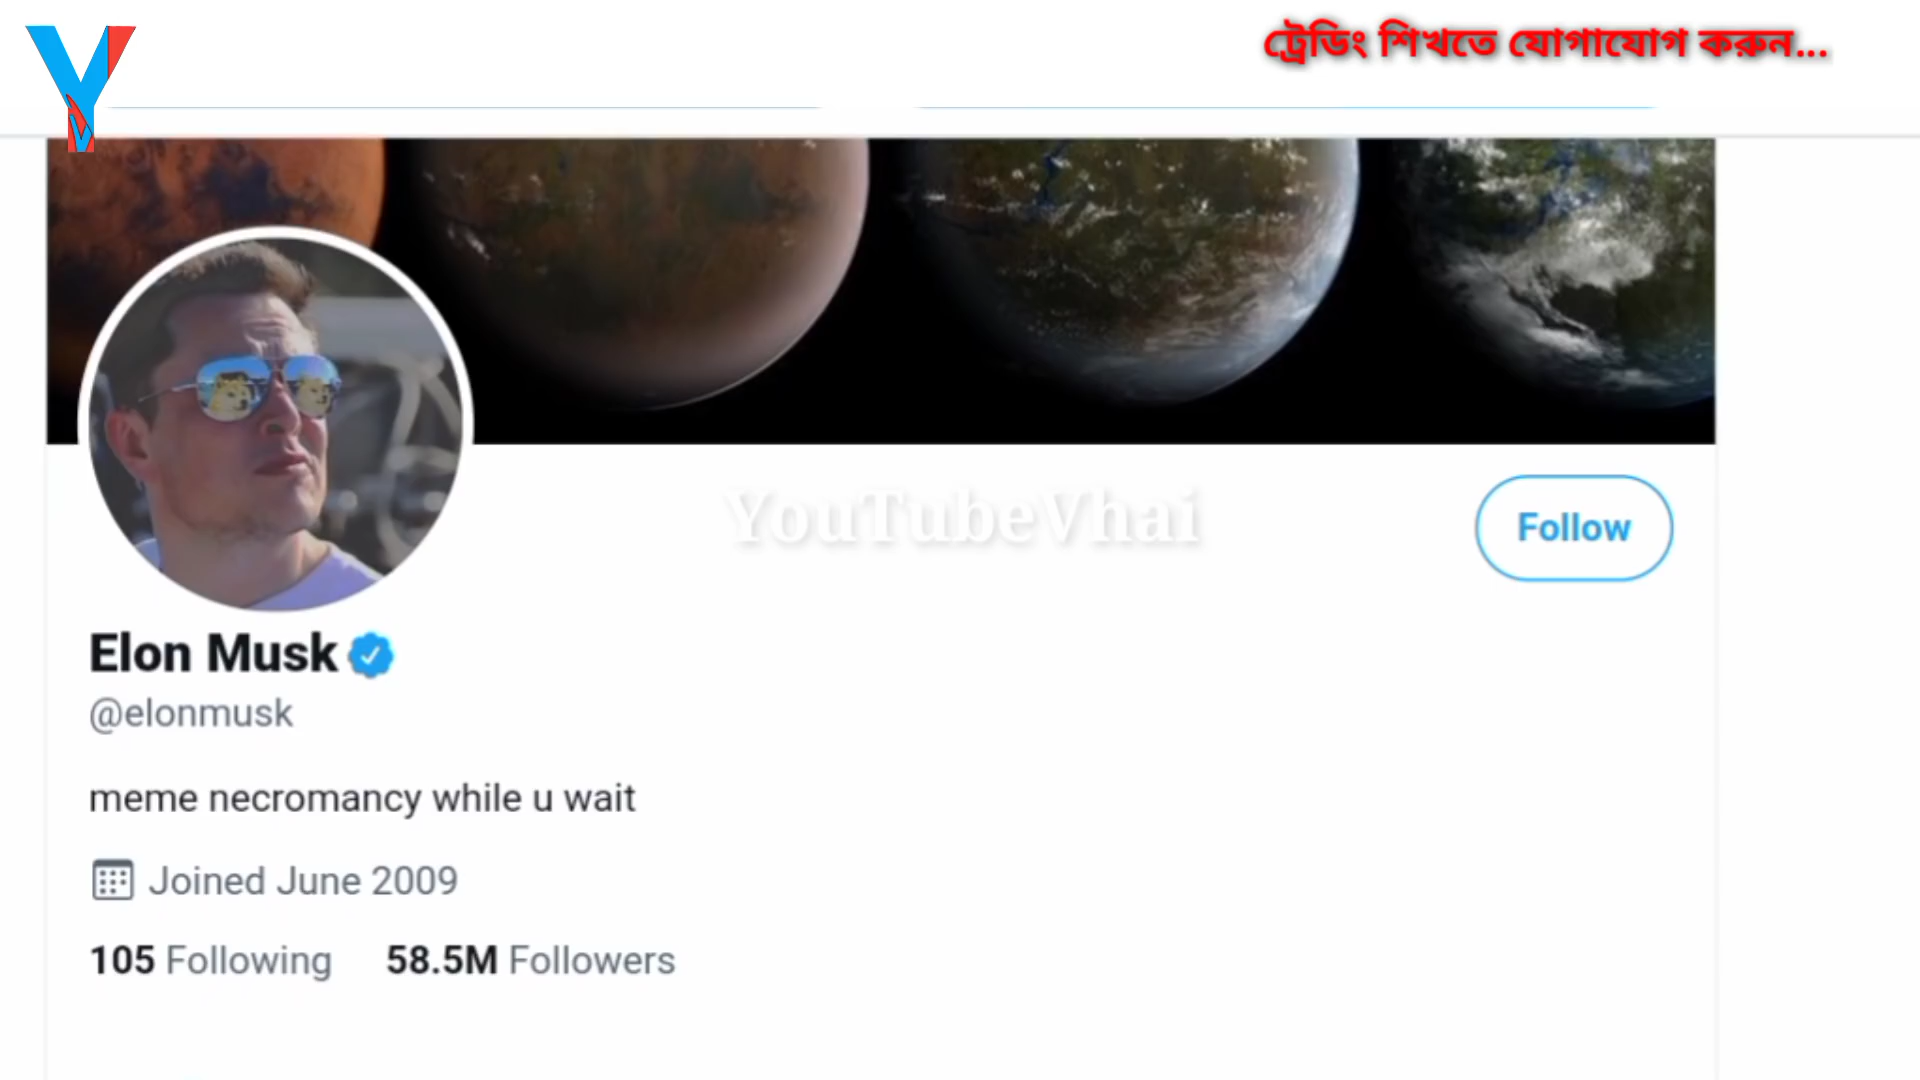 ট্রেডিং শিখতে যোগাযোগ করুন...
YouTubeVhai
Follow
Elon Musk
@elonmusk
meme necromancy while u wait
Joined June 2009
105 Following 58.5M Followers